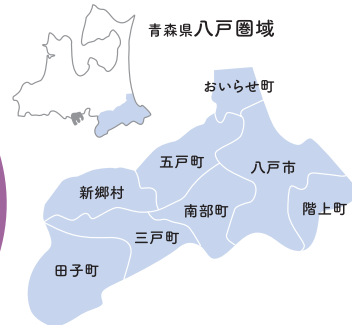 青森県八戸圏域
おいらせ町
五戸町
八戸市
新郷村
南部町
階上町
三戸町
田子町